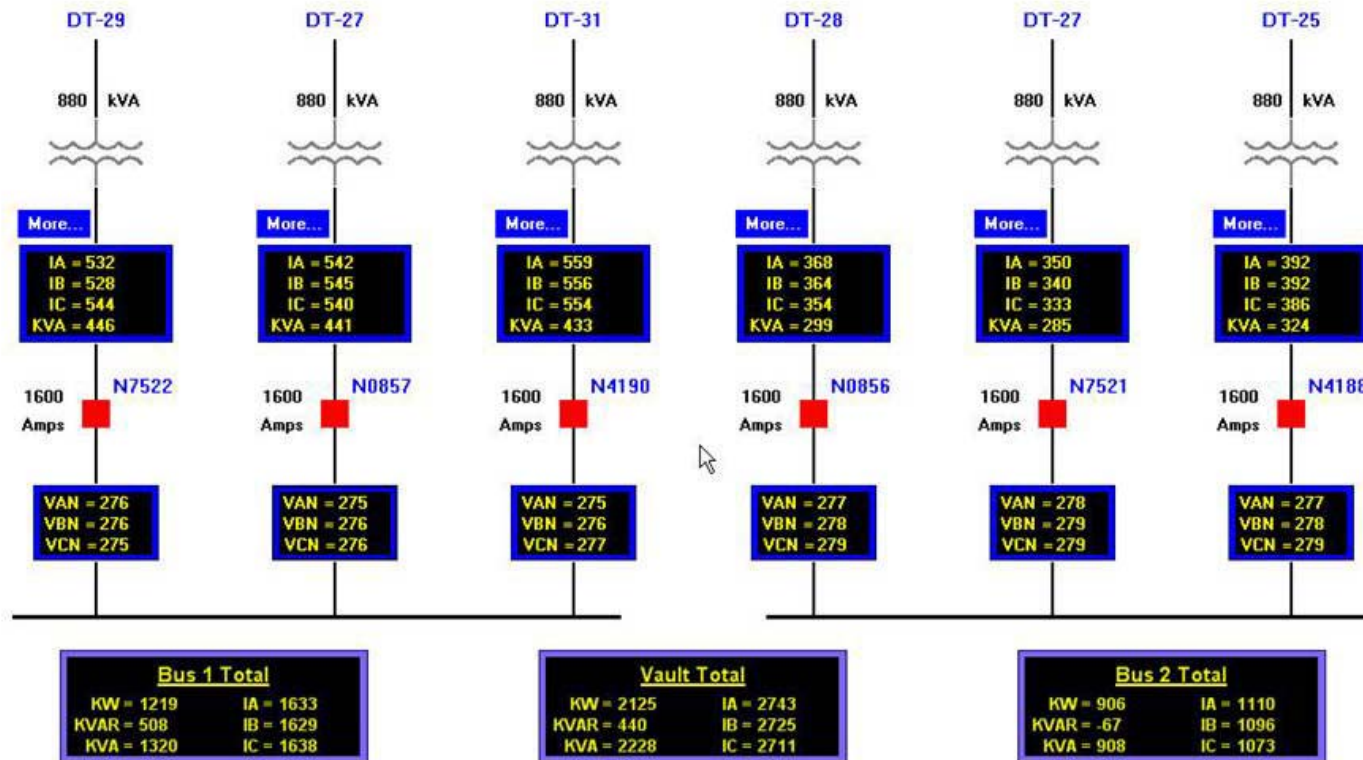 DT-29 DT-27 DT-31 DT-28 DT-27 DT-25
880 kVA 880 kVA 880 kVA 880 kVA 880 kVA 880 kVA
More... More... More... More... More... More...
IA = 532 IA = 542 IA = 559 IA = 368 IA = 350 IA = 392
IB = 528 IB = 545 IB = 556 IB = 364 IB = 340 IB = 392
IC = 544 IC = 540 IC = 554 IC = 354 IC = 333 IC = 386
KVA = 446 KVA = 441 KVA = 433 KVA = 299 KVA = 285 KVA = 324
N7522 N0857 N4190 N0856 N7521 N4188
1600 1600 1600 1600 1600 1600
Amps Amps Amps Amps Amps Amps
VAN = 276 VAN = 275 VAN = 275 VAN = 277 VAN = 278 VAN = 277
VBN = 276 VBN = 276 VBN = 276 VBN = 278 VBN = 279 VBN = 278
VCN = 275 VCN = 276 VCN = 277 VCN = 279 VCN = 279 VCN = 279
Bus 1 Total Vault Total Bus 2 Total
KW = 1219 IA = 1633 KW = 2125 IA = 2743 KW = 906 IA = 1110
KVAR = 508 IB = 1629 KVAR = 440 IB = 2725 KVAR = -67 IB = 1096
KVA = 1320 IC = 1638 KVA = 2228 IC = 2711 KVA = 908 IC = 1073